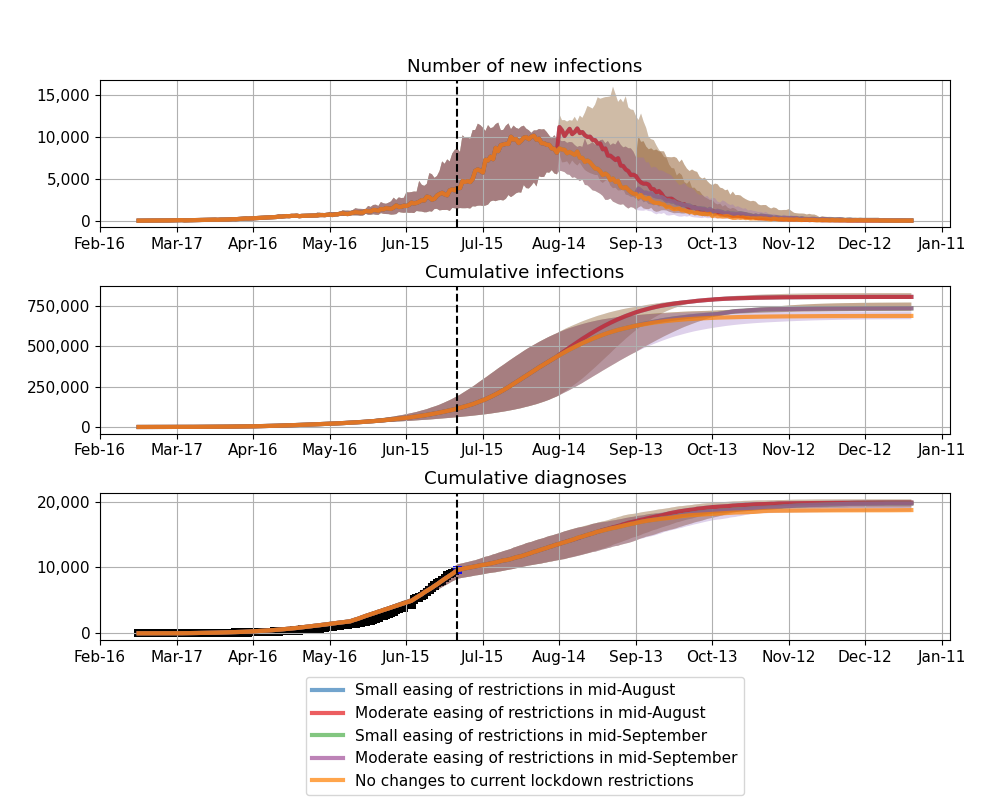 Number of new infections
15,000
10,000
5,000
0
Feb-16 Mar-17 Apr-16 May-16 Jun-15 Jul-15 Aug-14 Sep-13 Oct-13 Nov-12 Dec-12 Jan-11
Cumulative infections
750,000
500,000
250,000
0
Feb-16 Mar-17 Apr-16 May-16 Jun-15 Jul-15 Aug-14 Sep-13 Oct-13 Nov-12 Dec-12 Jan-11
Cumulative diagnoses
20,000
10,000
0
Feb-16 Mar-17 Apr-16 May-16 Jun-15 Jul-15 Aug-14 Sep-13 Oct-13 Nov-12 Dec-12 Jan-11
Small easing of restrictions in mid-August
Moderate easing of restrictions in mid-August
Small easing of restrictions in mid-September
Moderate easing of restrictions in mid-September
No changes to current lockdown restrictions